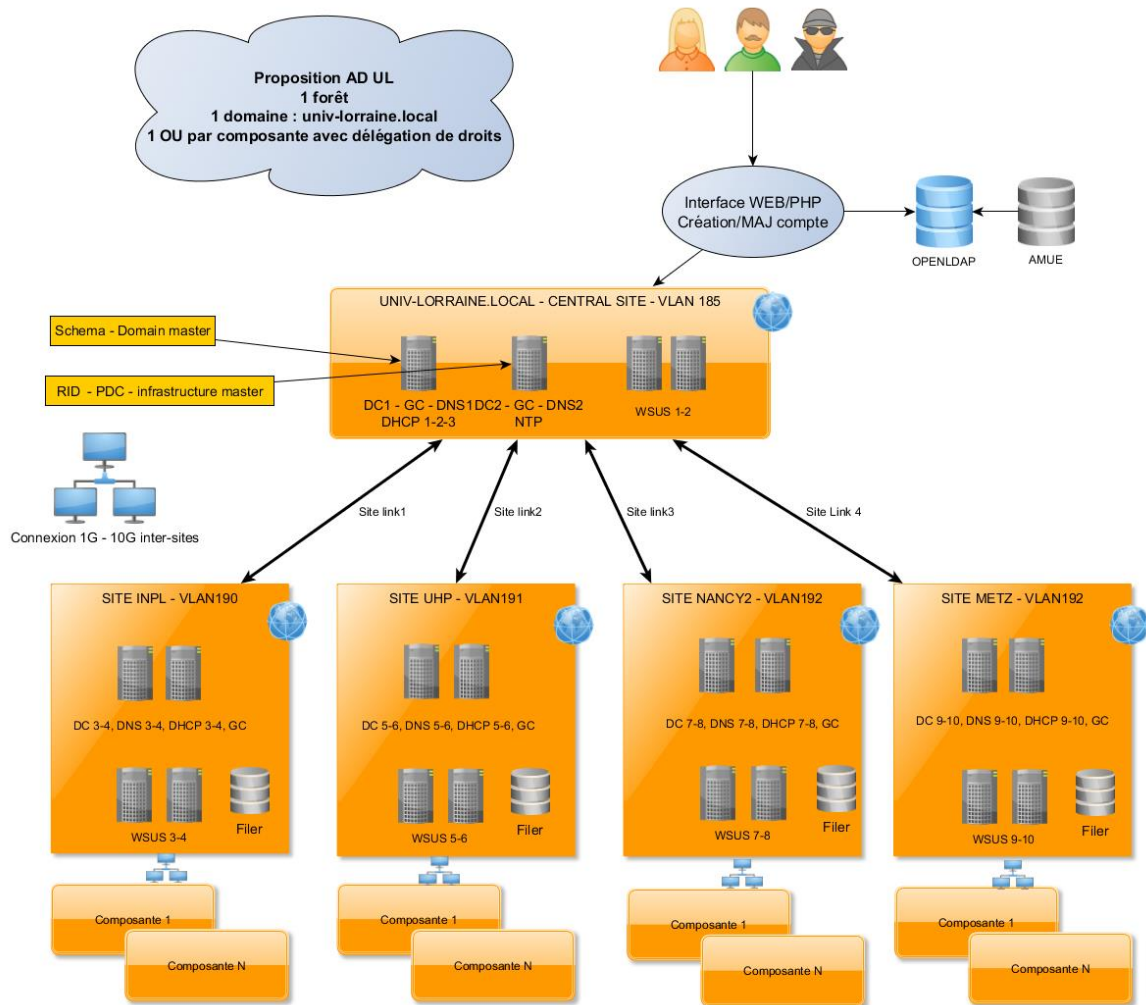 Proposition AD UL
1 forêt
1 domaine : univ-lorraine.local
1 OU par composante avec délégation de droits
Interface WEB/PHP
Création/MAJ compte
OPENLDAP
AMUE
UNIV-LORRAINE.LOCAL - CENTRAL SITE - VLAN 185
Schema - Domain master
RID - PDC - infrastructure master
DC1 - GC - DNS1
DHCP 1-2-3
DC2 - GC - DNS2
NTP
WSUS 1-2
Connexion 1G - 10G inter-sites
Site link1
Site link2
Site link3
Site Link 4
SITE INPL - VLAN190
DC 3-4, DNS 3-4, DHCP 3-4, GC
WSUS 3-4
Filer
Composante 1
Composante N
SITE UHP - VLAN191
DC 5-6, DNS 5-6, DHCP 5-6, GC
WSUS 5-6
Filer
Composante 1
Composante N
SITE NANCY2 - VLAN192
DC 7-8, DNS 7-8, DHCP 7-8, GC
WSUS 7-8
Filer
Composante 1
Composante N
SITE METZ - VLAN192
DC 9-10, DNS 9-10, DHCP 9-10, GC
WSUS 9-10
Filer
Composante 1
Composante N